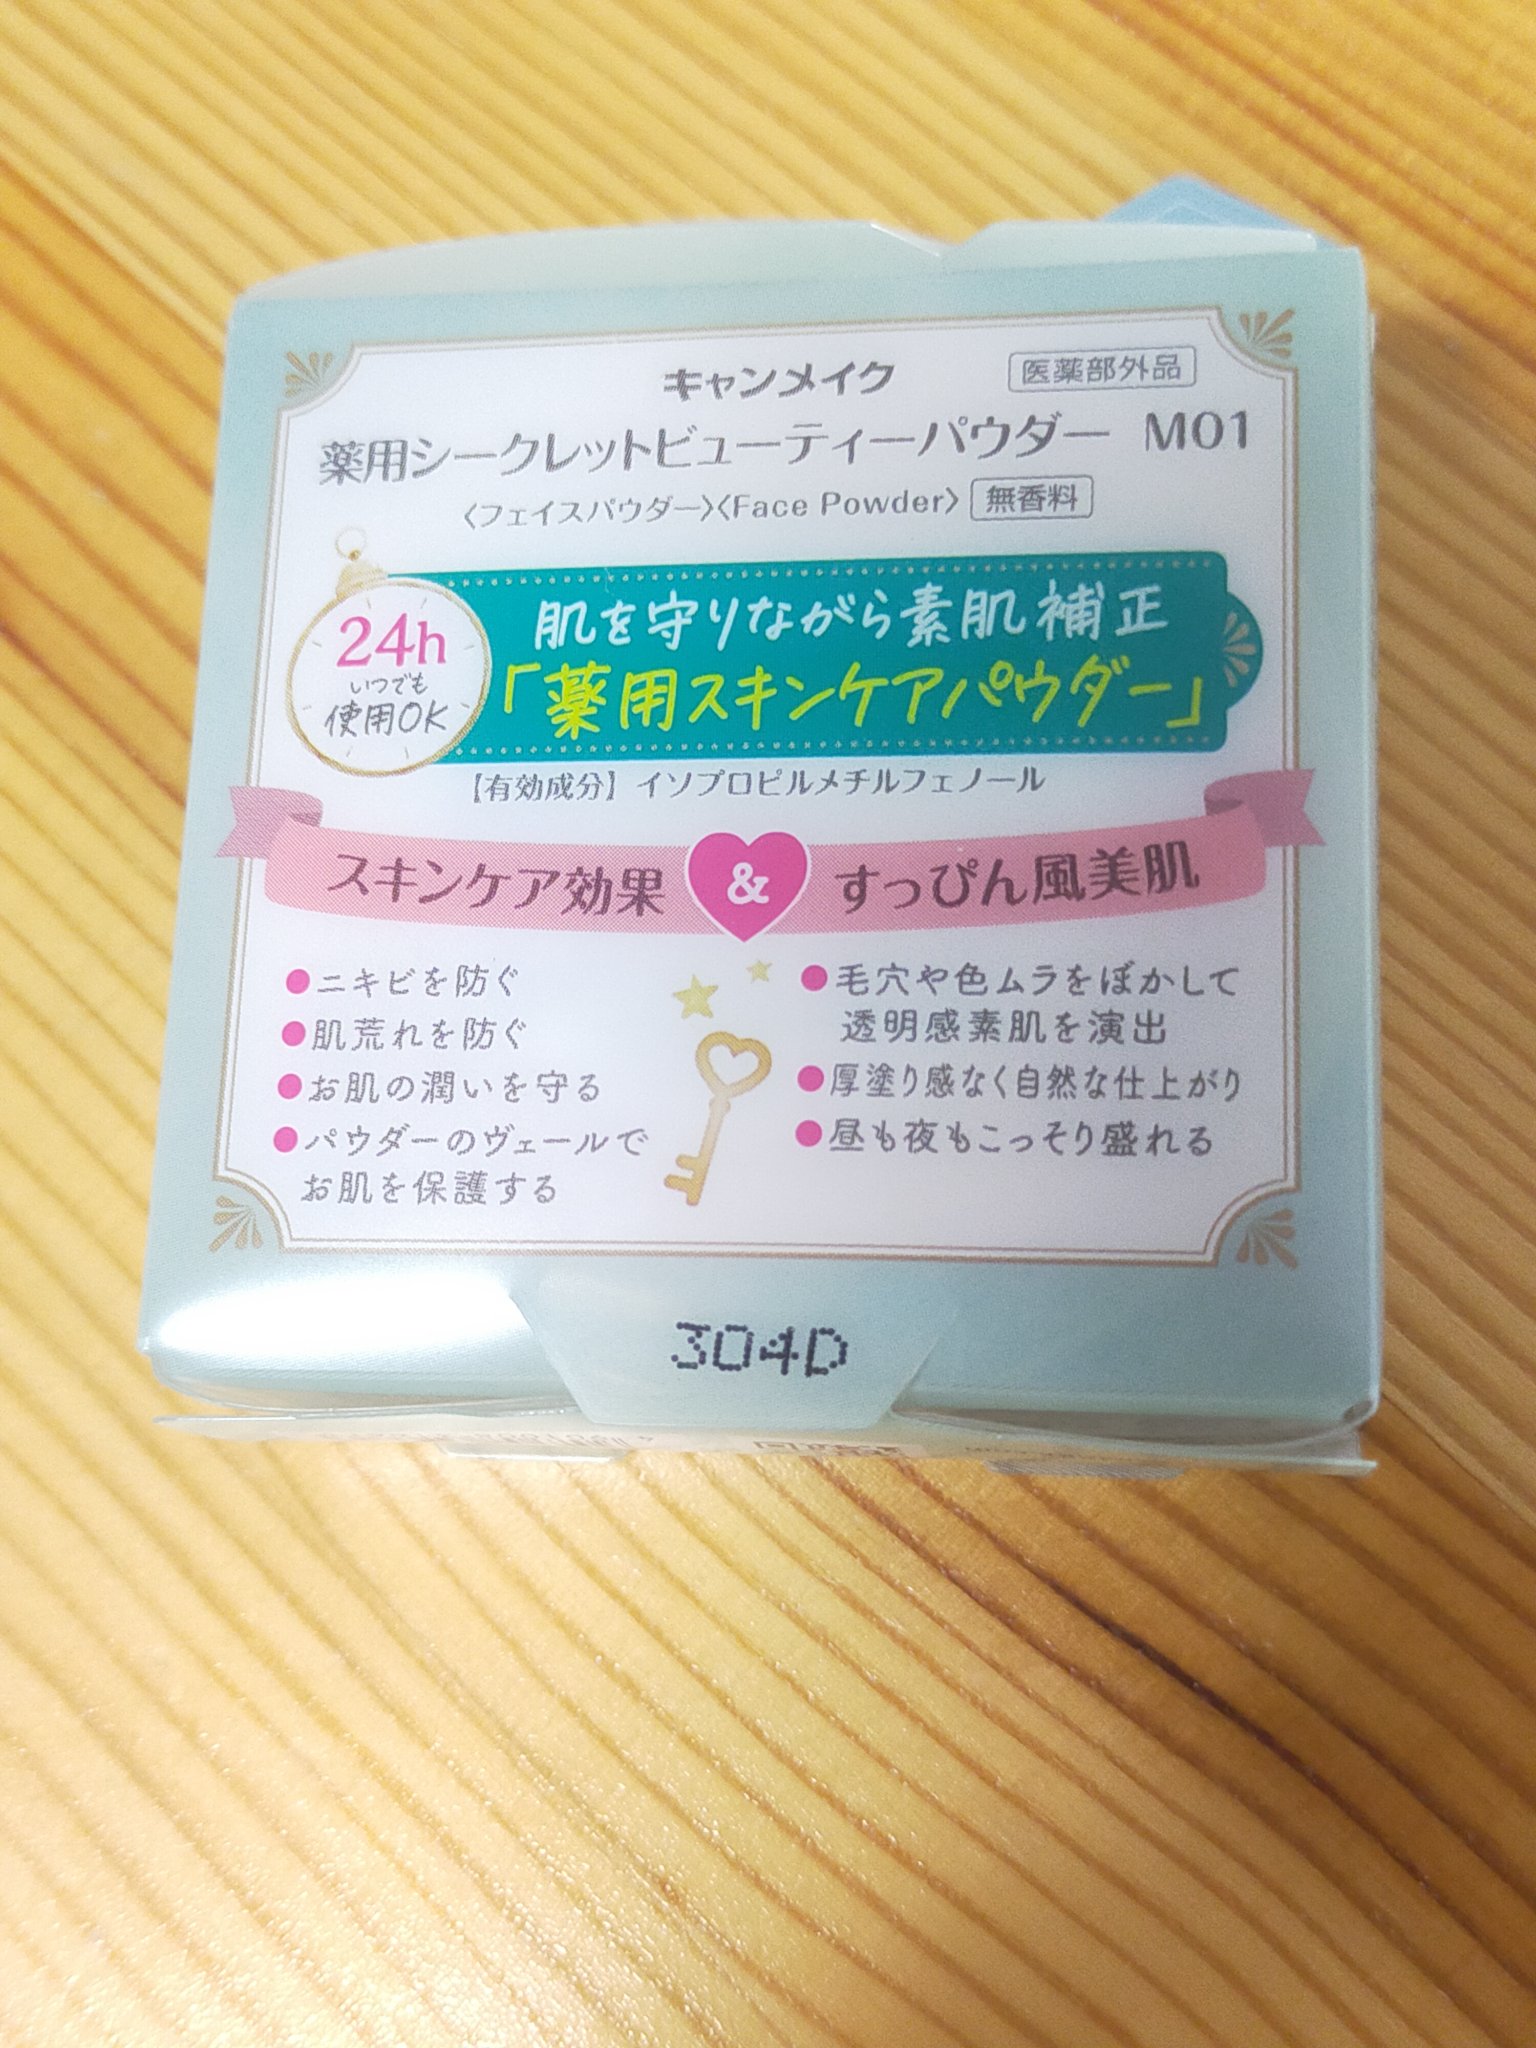 キャンメイク
医薬部外品
薬用シークレットビューティーパウダー M01
〈フェイスパウダー〉〈Face Powder〉 無香料
24h
いつでも
使用OK
肌を守りながら素肌補正
「薬用スキンケアパウダー」
【有効成分】イソプロピルメチルフェノール
スキンケア効果 & すっぴん風美肌
●ニキビを防ぐ
●肌荒れを防ぐ
●お肌の潤いを守る
●パウダーのヴェールで
お肌を保護する
●毛穴や色ムラをぼかして
透明感素肌を演出
●厚塗り感なく自然な仕上がり
●昼も夜もこっそり盛れる
304D